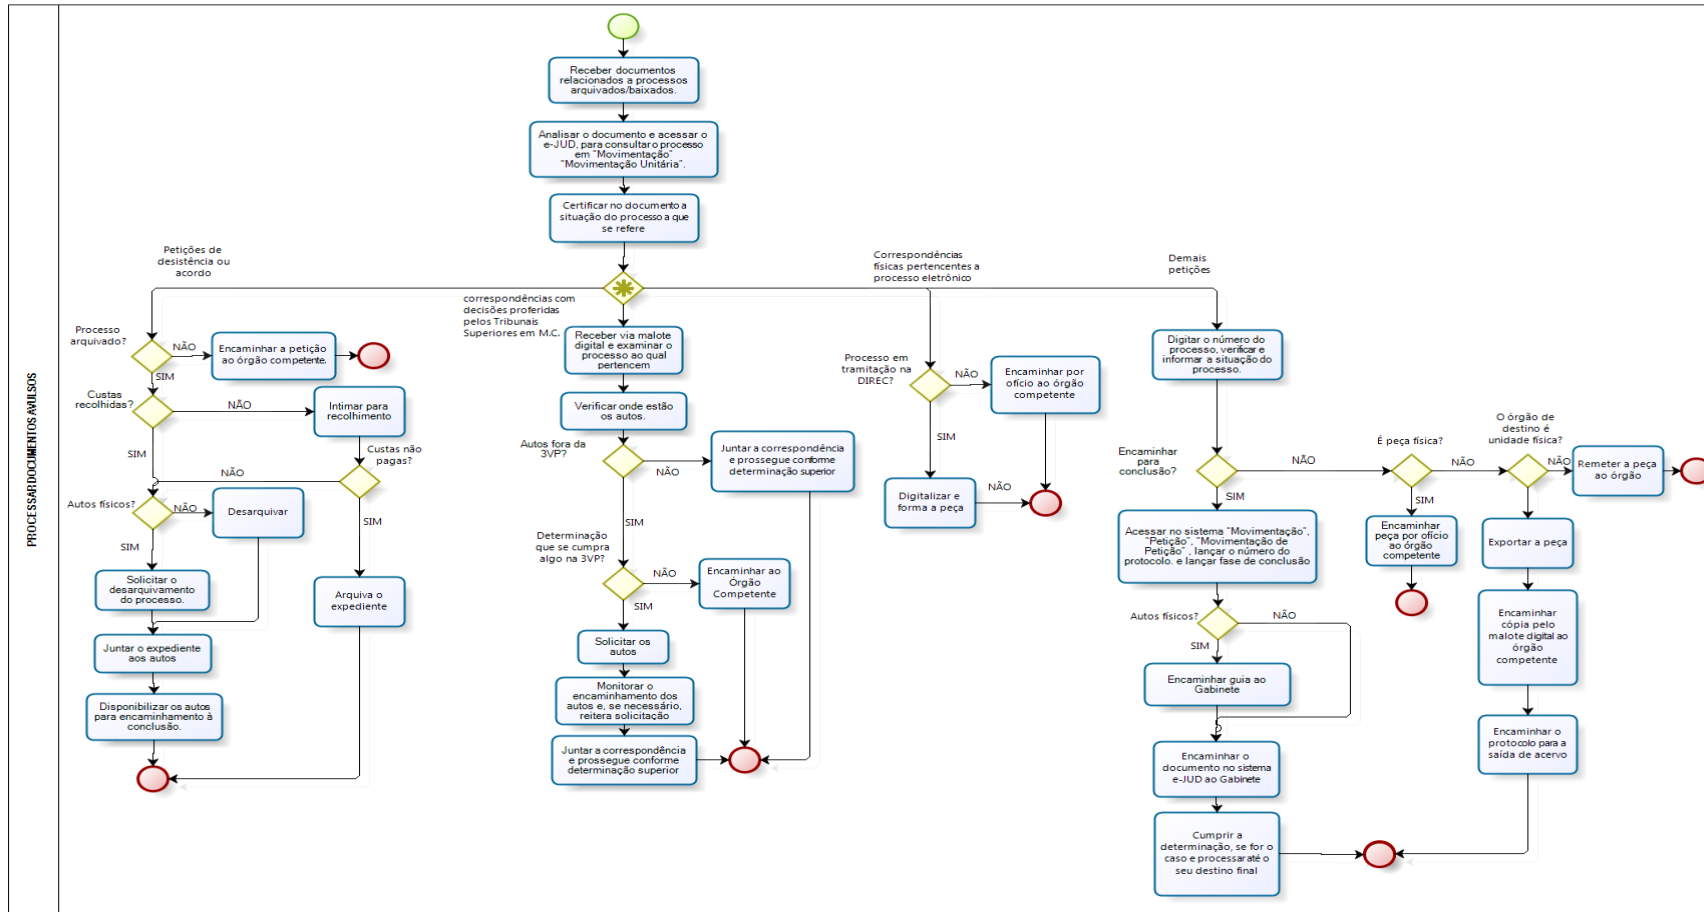 PROCESSAR DOCUMENTOS AVULSOS
Receber documentos
relacionados a processos
arquivados/baixados.
Analisar o documento e acessar o
e-JUD, para consultar o processo
em "Movimentação"
"Movimentação Unitária".
Certificar no documento a
situação do processo a que
se refere
Petições de
desistência ou
acordo
Processo
arquivado?
NÃO
Encaminhar a petição
ao órgão competente.
SIM
Custas
recolhidas?
NÃO
Intimar para
recolhimento
SIM
Custas não
pagas?
NÃO
Autos físicos?
NÃO
Desarquivar
SIM
SIM
Solicitar o
desarquivamento
do processo.
Arquiva o
expediente
Juntar o expediente
aos autos
Disponibilizar os autos
para encaminhamento à
conclusão.
correspondências com
decisões proferidas
pelos Tribunais
Superiores em M.C.
Receber via malote
digital e examinar o
processo ao qual
pertencem
Verificar onde estão
os autos.
Autos fora da
3VP?
NÃO
Juntar a correspondência
e prossegue conforme
determinação superior
SIM
Determinação
que se cumpra
algo na 3VP?
NÃO
Encaminhar ao
Órgão
Competente
SIM
Solicitar os
autos
Monitorar o
encaminhamento dos
autos e, se necessário,
reitera solicitação
Juntar a correspondência
e prossegue conforme
determinação superior
Correspondências
físicas pertencentes a
processo eletrônico
Processo em
tramitação na
DIREC?
NÃO
Encaminhar por
ofício ao órgão
competente
SIM
Digitalizar e
forma a peça
NÃO
Demais
petições
Digitar o número do
processo, verificar e
informar a situação do
processo.
Encaminhar
para
conclusão?
NÃO
É peça física?
NÃO
O órgão de
destino é
unidade física?
NÃO
Remeter a peça
ao órgão
SIM
SIM
Acessar no sistema "Movimentação",
"Petição", "Movimentação de
Petição" , lançar o número do
protocolo. e lançar fase de conclusão
Encaminhar
peça por ofício
ao órgão
competente
Exportar a peça
Autos físicos?
NÃO
SIM
Encaminhar guia ao
Gabinete
Encaminhar
cópia pelo
malote digital ao
órgão
competente
Encaminhar o
documento no sistema
e-JUD ao Gabinete
Encaminhar o
protocolo para a
saída de acervo
Cumprir a
determinação, se for o
caso e processar até o
seu destino final